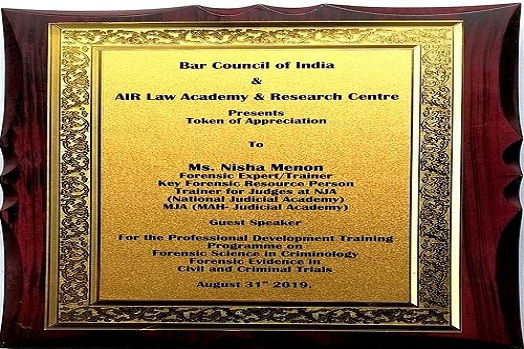 Bar Council of India
&
AIR Law Academy & Research Centre
Presents
Token of Appreciation
To
Ms. Nisha Menon
Forensic Expert/Trainer
Key Forensic Resource Person
Trainer for Judges at NJA
(National Judicial Academy)
MJA (MAH- Judicial Academy)
Guest Speaker
For the Professional Development Training
Programme on
Forensic Science in Criminology
Forensic Evidence in
Civil and Criminal Trials
August 31st 2019.